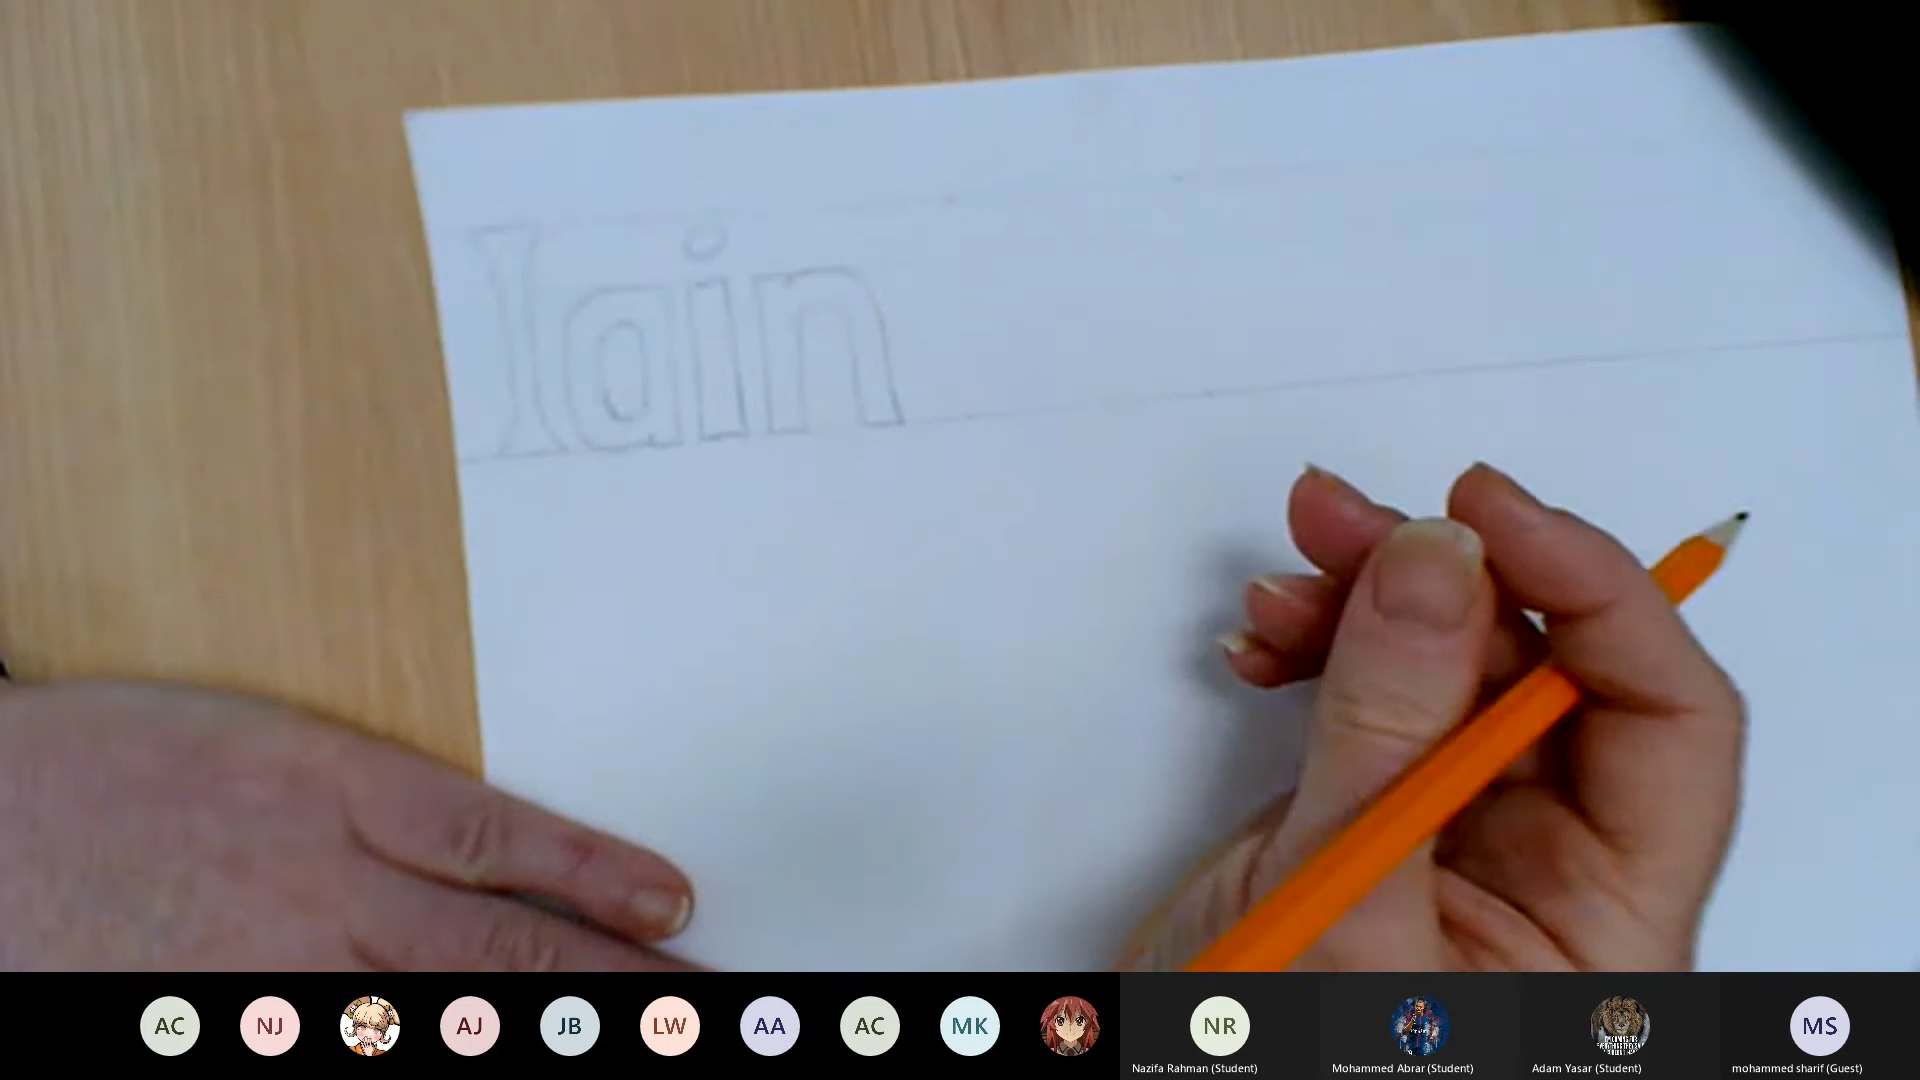 Iain
AC
NJ
AJ
JB
LW
AA
AC
MK
NR
MS
Nazifa Rahman (Student)
Mohammed Abrar (Student)
Adam Yasar (Student)
mohammed sharif (Guest)